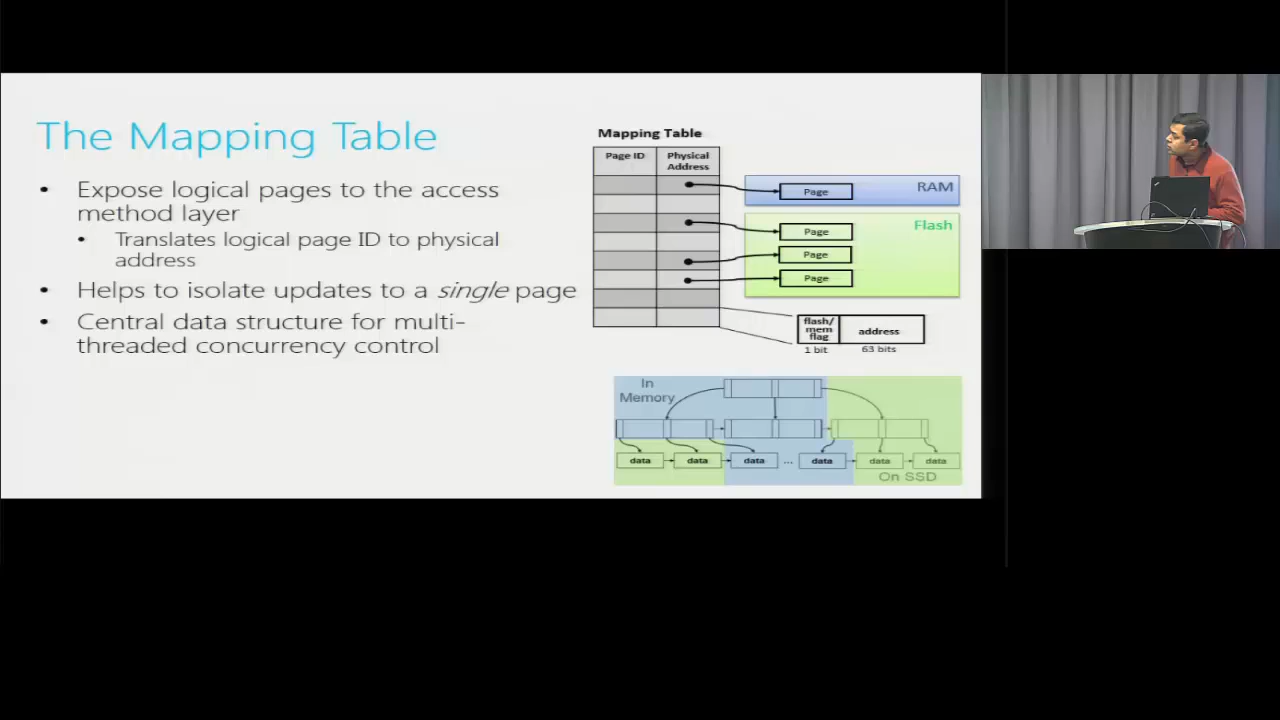 The Mapping Table
• Expose logical pages to the access
method layer
• Translates logical page ID to physical
address
• Helps to isolate updates to a single page
• Central data structure for multi-
threaded concurrency control
Mapping Table
Page ID
Physical
Address
Page
RAM
Flash
Page
Page
Page
flash/
mem
flag
address
1 bit
63 bits
In
Memory
data
data
data
...
data
data
data
On SSD